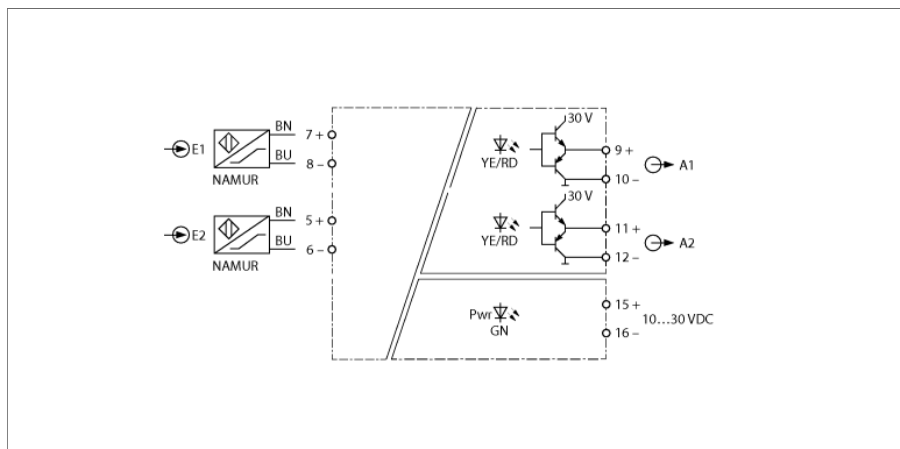 E1
BN
7 +
BU
8 –
NAMUR
E2
BN
5 +
BU
6 –
NAMUR
30 V
YE/RD
9 +
10 –
A1
30 V
YE/RD
11 +
12 –
A2
Pwr
GN
15 +
16 –
10...30 VDC